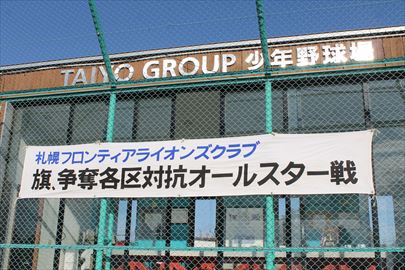 TAIYO GROUP 少年野球場
札幌フロンティアライオンズクラブ
旗、争奪各区対抗オールスター戦